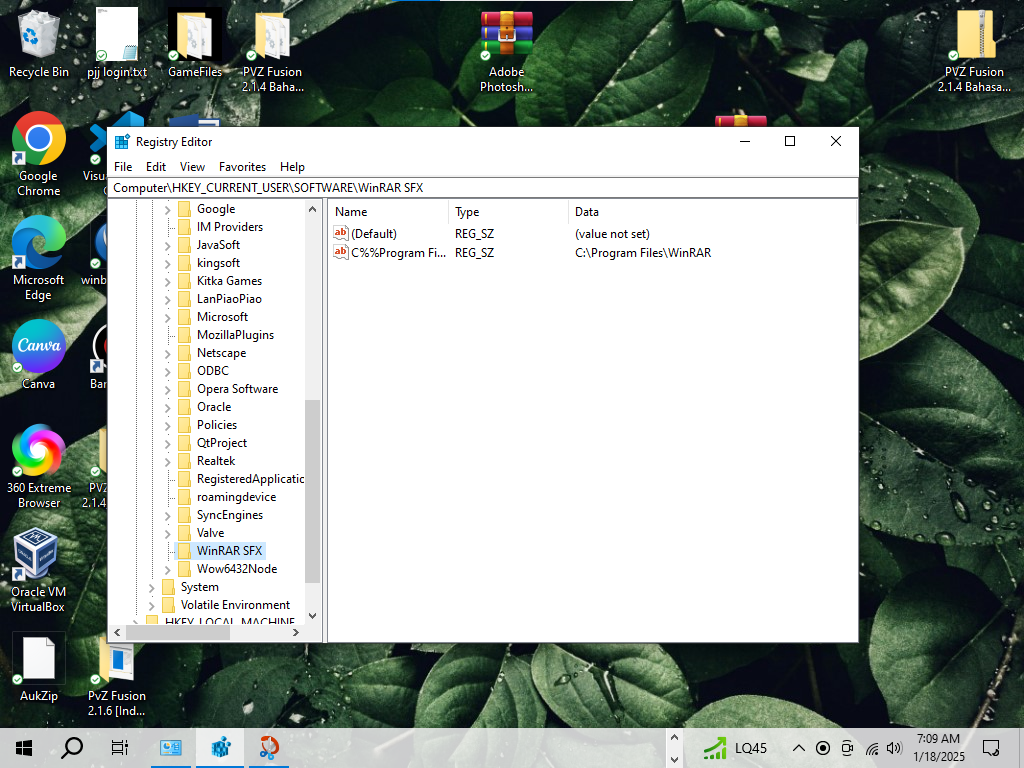 Recycle Bin
pjj login.txt
GameFiles
PVZ Fusion
2.1.4 Baha...
Adobe
Photosh...
PVZ Fusion
2.1.4 Bahasa...
Google
Chrome
Visu
Microsoft
Edge
winb
Canva
Canva
Bar
360 Extreme
Browser
PVZ
2.1.4
Oracle VM
VirtualBox
AukZip
PvZ Fusion
2.1.6 [Ind...
Registry Editor
File Edit View Favorites Help
Computer\HKEY_CURRENT_USER\SOFTWARE\WinRAR SFX
Google
IM Providers
JavaSoft
kingsoft
Kitka Games
LanPiaoPiao
Microsoft
MozillaPlugins
Netscape
ODBC
Opera Software
Oracle
Policies
QtProject
Realtek
RegisteredApplicatic
roamingdevice
SyncEngines
Valve
WinRAR SFX
Wow6432Node
System
Volatile Environment
HKEY_LOCAL_MACHINE
Name Type Data
ab (Default) REG_SZ (value not set)
ab C%%Program Fi... REG_SZ C:\Program Files\WinRAR
LQ45
7:09 AM
1/18/2025